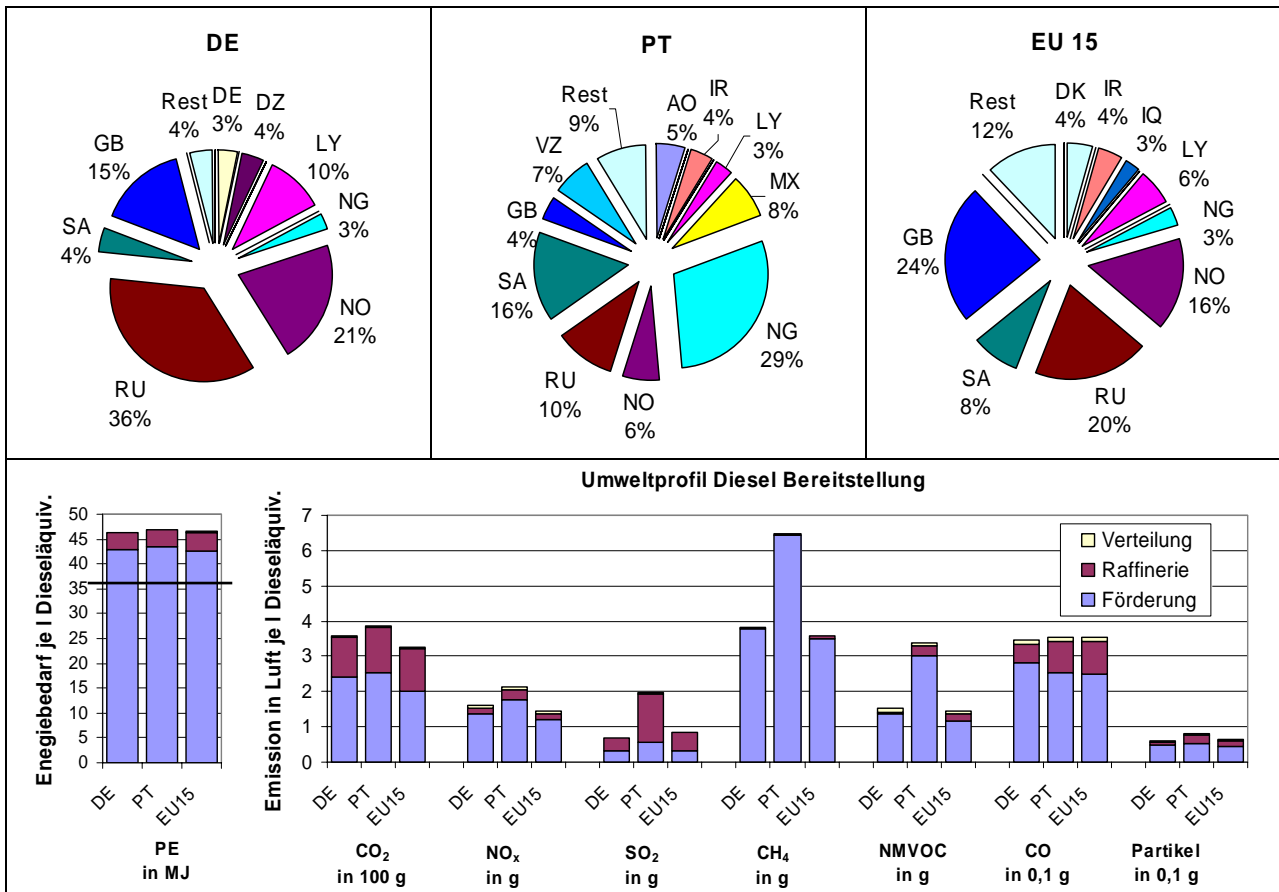 DE
Rest
4%
DE
3%
DZ
4%
LY
10%
NG
3%
NO
21%
RU
36%
SA
4%
GB
15%
PT
Rest
9%
AO
5%
IR
4%
LY
3%
MX
8%
NG
29%
NO
6%
RU
10%
SA
16%
GB
4%
VZ
7%
EU 15
Rest
12%
DK
4%
IR
4%
IQ
3%
LY
6%
NG
3%
NO
16%
RU
20%
SA
8%
GB
24%
Umweltprofil Diesel Bereitstellung
Enegiebedarf je l Dieseläquiv.
50
45
40
35
30
25
20
15
10
5
0
DE
PT
EU15
PE
in MJ
Emission in Luft je l Dieseläquiv.
7
6
5
4
3
2
1
0
Verteilung
Raffinerie
Förderung
DE
PT
EU15
CO₂
in 100 g
DE
PT
EU15
NOₓ
in g
DE
PT
EU15
SO₂
in g
DE
PT
EU15
CH₄
in g
DE
PT
EU15
NMVOC
in g
DE
PT
EU15
CO
in 0,1 g
DE
PT
EU15
Partikel
in 0,1 g